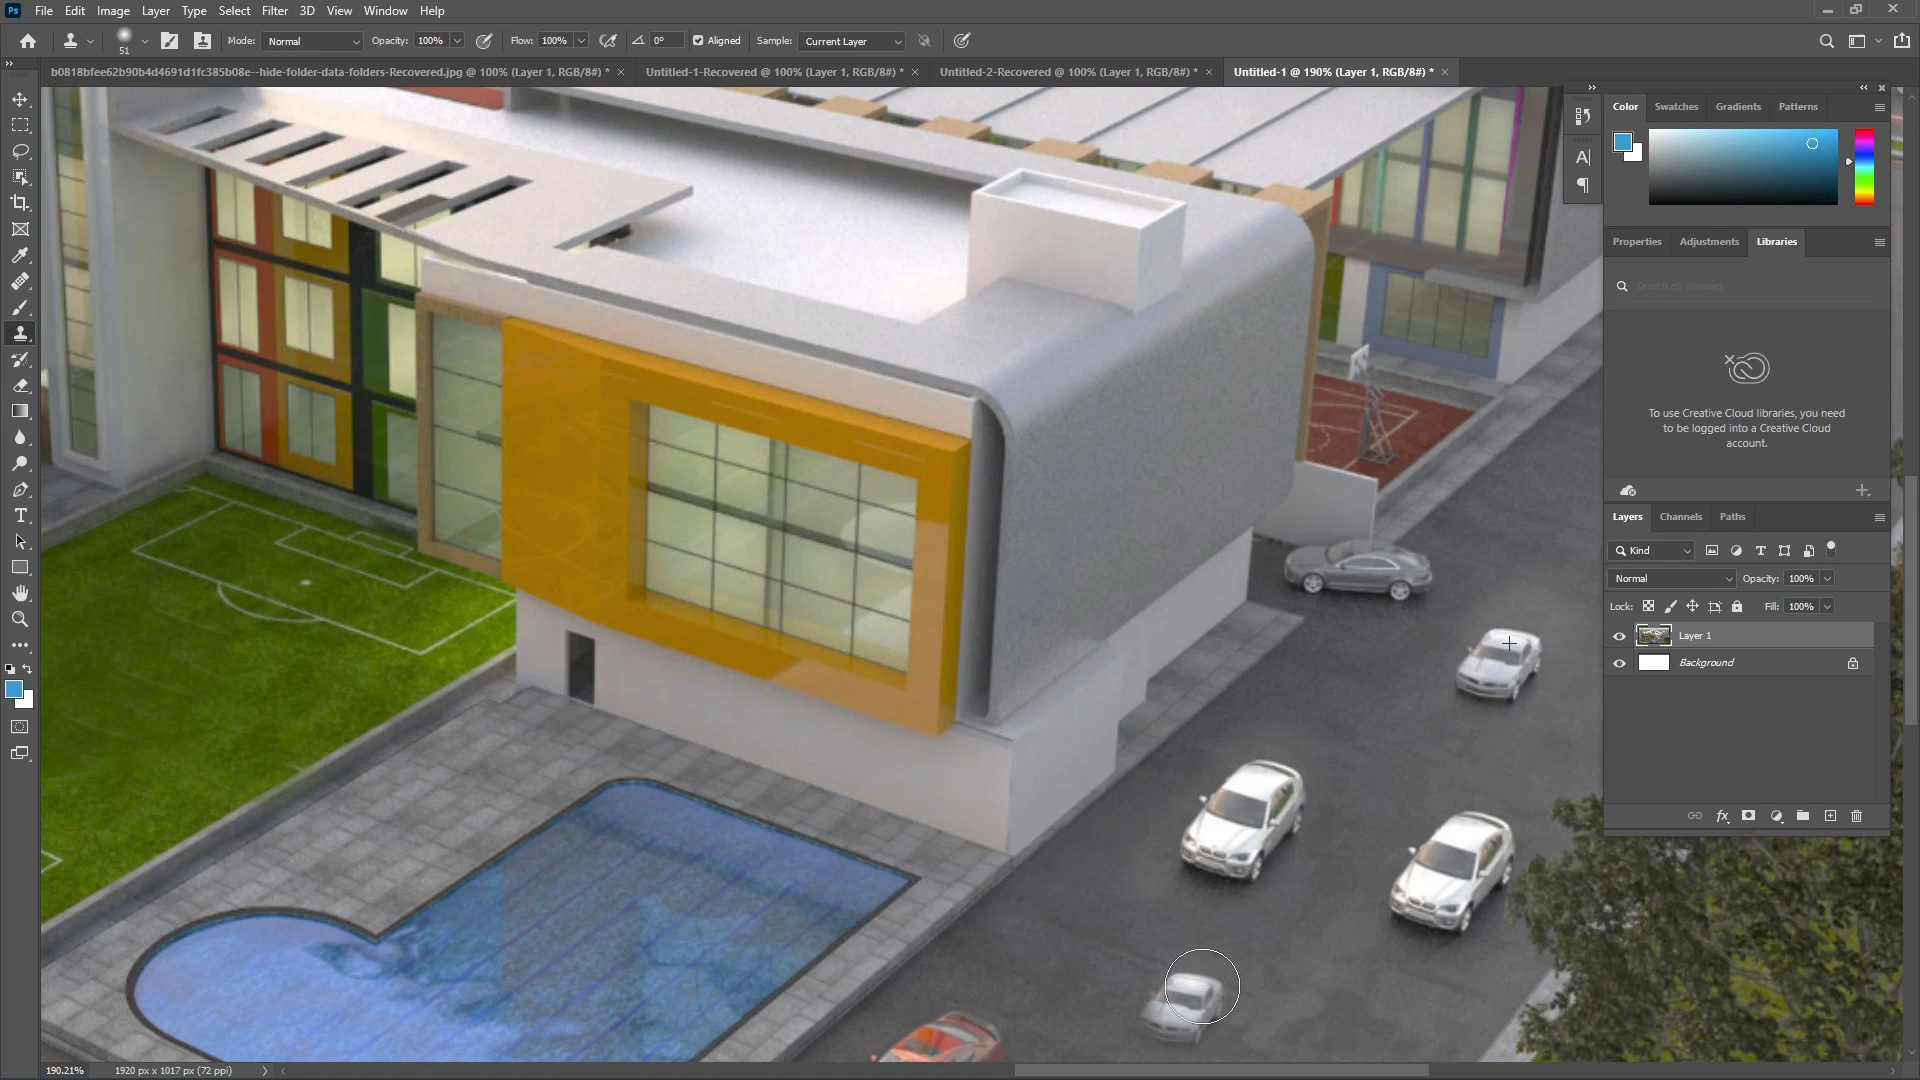 Ps File Edit Image Layer Type Select Filter 3D View Window Help
51 Mode: Normal Opacity: 100% Flow: 100% 0° Aligned Sample: Current Layer
b0818bfee62b90b4d4691d1fc385b08e--hide-folder-data-folders-Recovered.jpg @ 100% (Layer 1, RGB/8#) * Untitled-1-Recovered @ 100% (Layer 1, RGB/8#) * Untitled-2-Recovered @ 100% (Layer 1, RGB/8#) * Untitled-1 @ 190% (Layer 1, RGB/8#) *
Color Swatches Gradients Patterns
Properties Adjustments Libraries
Search all libraries
To use Creative Cloud libraries, you need
to be logged into a Creative Cloud
account.
Layers Channels Paths
Kind
Normal Opacity: 100%
Lock: Fill: 100%
Layer 1
Background
190.21% 1920 px x 1017 px (72 ppi)